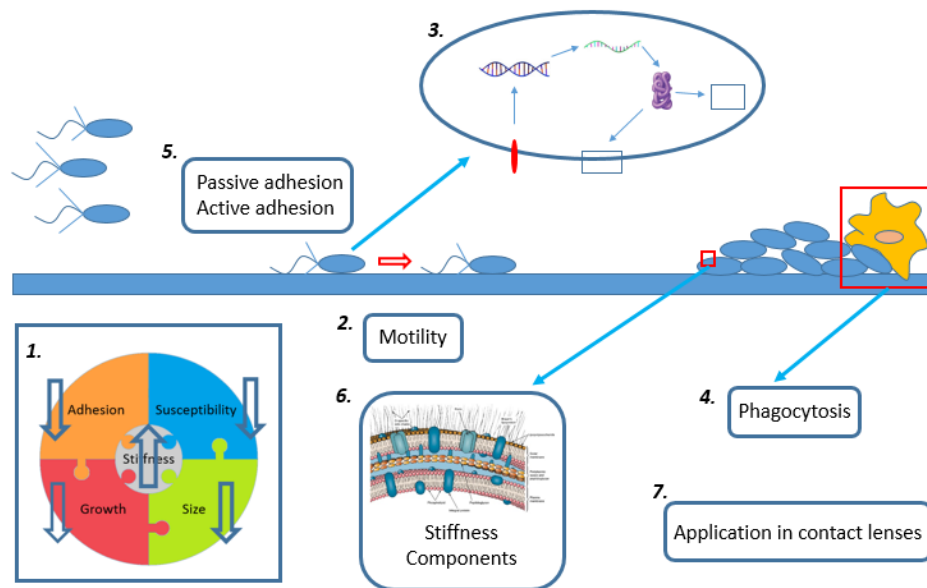 3.
5.
Passive adhesion
Active adhesion
1.
Adhesion
Susceptibility
Stiffness
Growth
Size
2.
Motility
6.
Stiffness
Components
4.
Phagocytosis
7.
Application in contact lenses